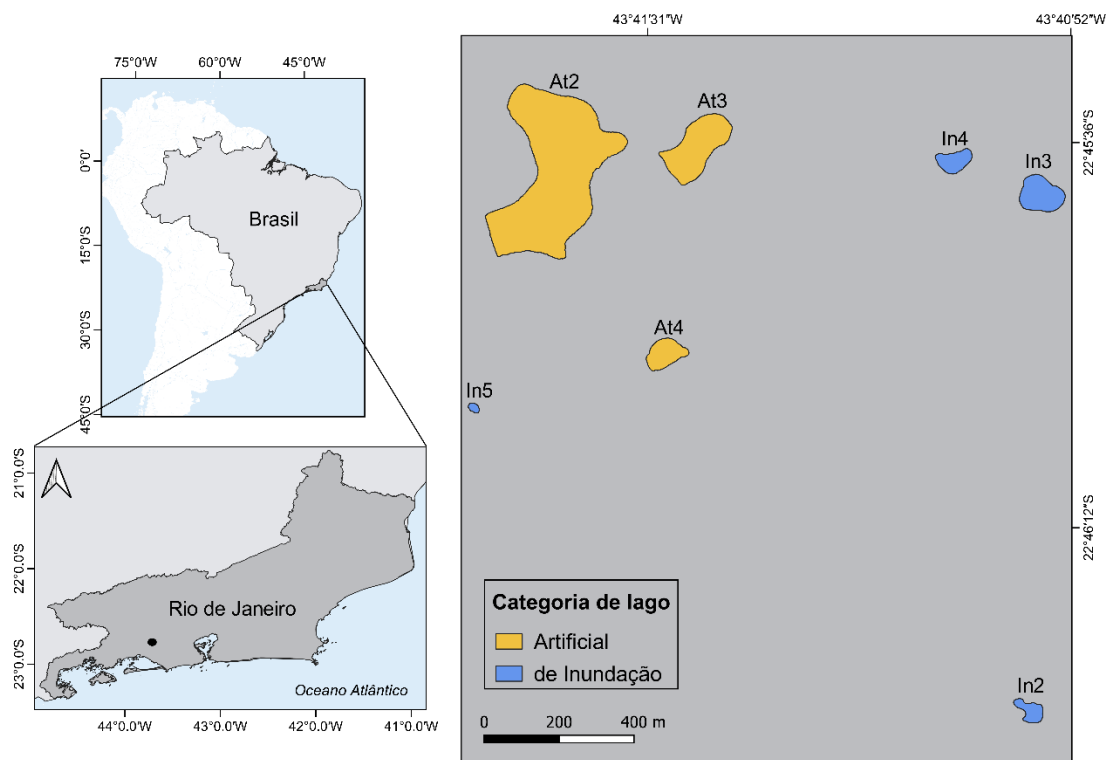 75°0'W 60°0'W 45°0'W
0°0'
15°0'S
30°0'S
45°0'S
Brasil
21°0.0'S
22°0.0'S
23°0.0'S
Rio de Janeiro
Oceano Atlântico
44°0.0'W 43°0.0'W 42°0.0'W 41°0.0'W
43°41'31"W 43°40'52"W
22°45'36"S
22°46'12"S
At2
At3
In4
In3
At4
In5
In2
Categoria de lago
Artificial
de Inundação
0 200 400 m